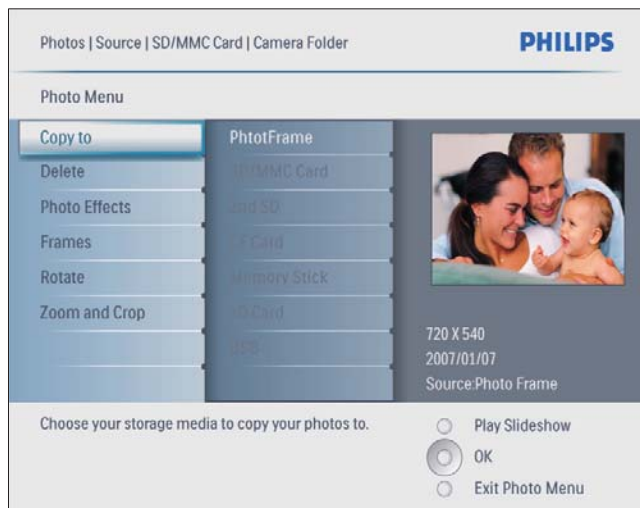 Photos | Source | SD/MMC Card | Camera Folder
PHILIPS
Photo Menu
Copy to
Delete
Photo Effects
Frames
Rotate
Zoom and Crop
PhtotFrame
SD/MMC Card
2nd SD
CF Card
Memory Stick
xD Card
USB
720 X 540
2007/01/07
Source:Photo Frame
Choose your storage media to copy your photos to.
Play Slideshow
OK
Exit Photo Menu